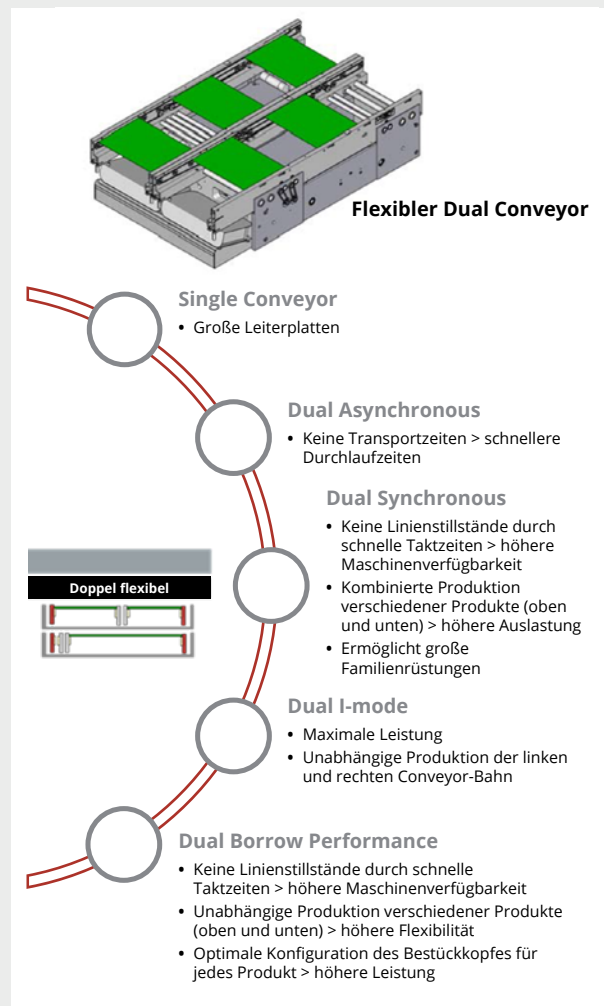 Flexibler Dual Conveyor
Single Conveyor
• Große Leiterplatten
Dual Asynchronous
• Keine Transportzeiten > schnellere
Durchlaufzeiten
Dual Synchronous
• Keine Linienstillstände durch
schnelle Taktzeiten > höhere
Maschinenverfügbarkeit
• Kombinierte Produktion
verschiedener Produkte (oben
und unten) > höhere Auslastung
• Ermöglicht große
Familienrüstungen
Doppel flexibel
Dual I-mode
• Maximale Leistung
• Unabhängige Produktion der linken
und rechten Conveyor-Bahn
Dual Borrow Performance
• Keine Linienstillstände durch schnelle
Taktzeiten > höhere Maschinenverfügbarkeit
• Unabhängige Produktion verschiedener Produkte
(oben und unten) > höhere Flexibilität
• Optimale Konfiguration des Bestückkopfes für
jedes Produkt > höhere Leistung